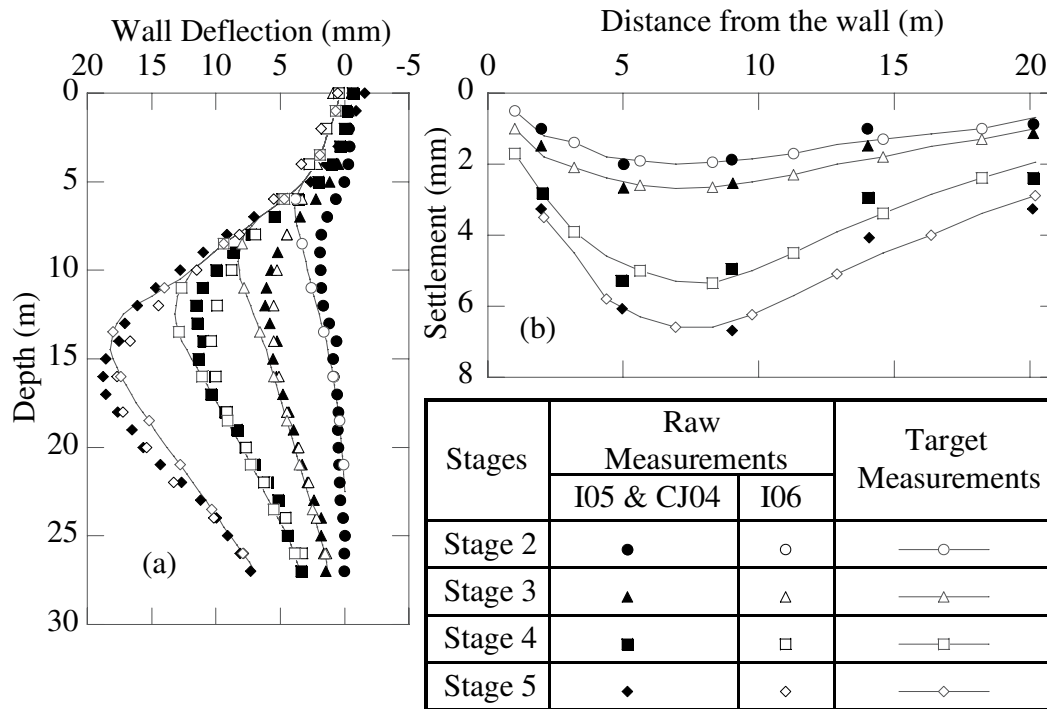 Wall Deflection (mm)
20 15 10 5 0 -5
0
5
10
15
20
25
30
Depth (m)
(a)
Distance from the wall (m)
0 5 10 15 20
0
2
4
6
8
Settlement (mm)
(b)
Stages
Raw
Measurements
Target
Measurements
I05 & CJ04 I06
Stage 2
Stage 3
Stage 4
Stage 5